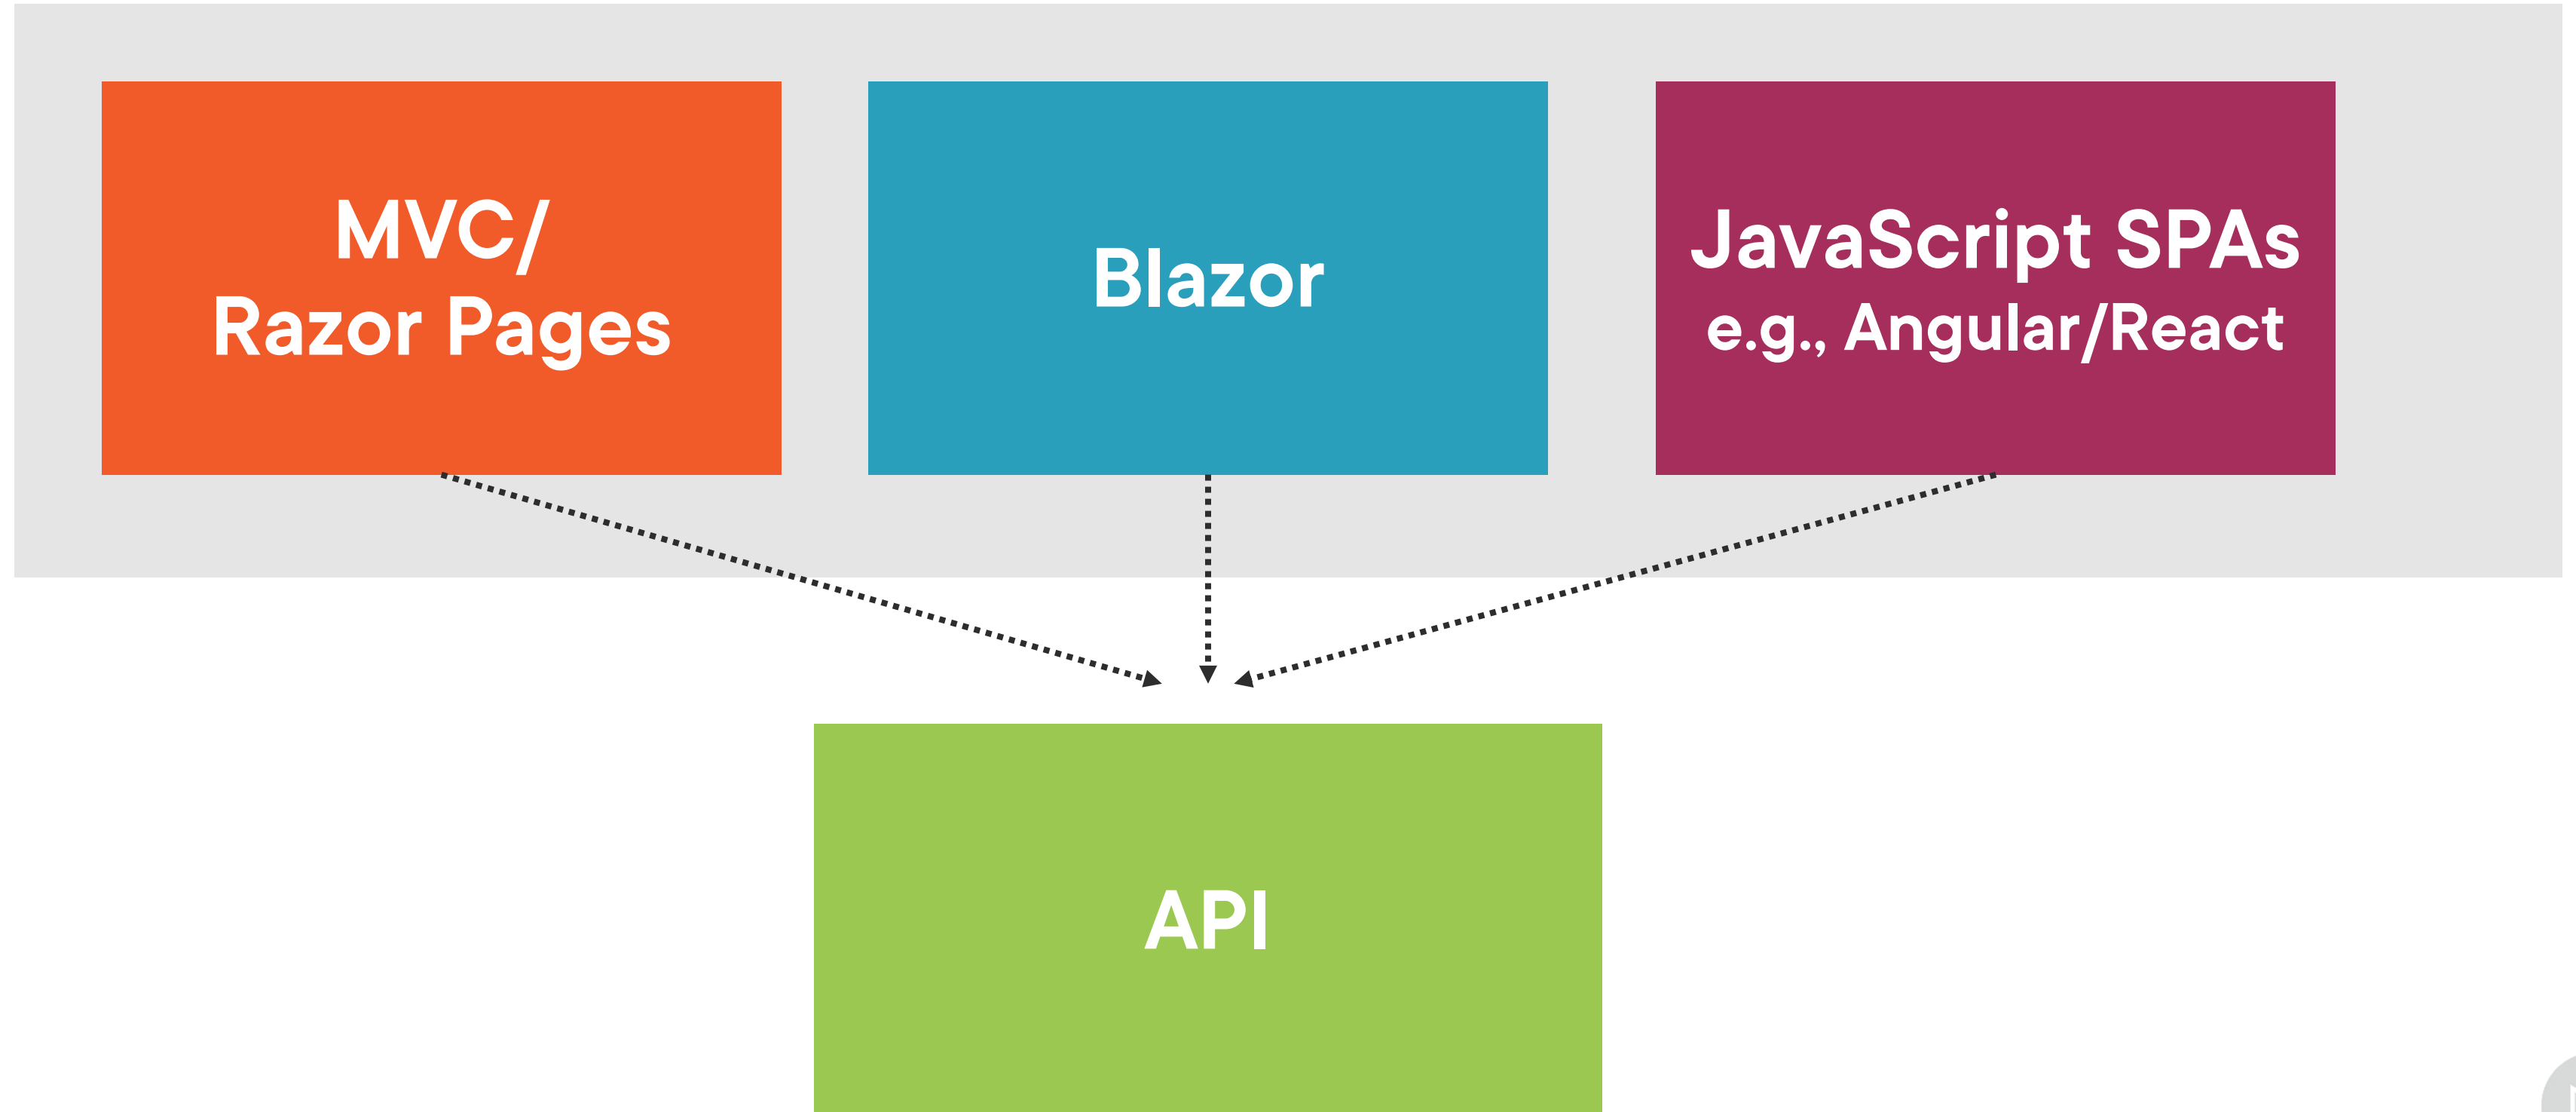 MVC/
Razor Pages
Blazor
JavaScript SPAs
e.g., Angular/React
API